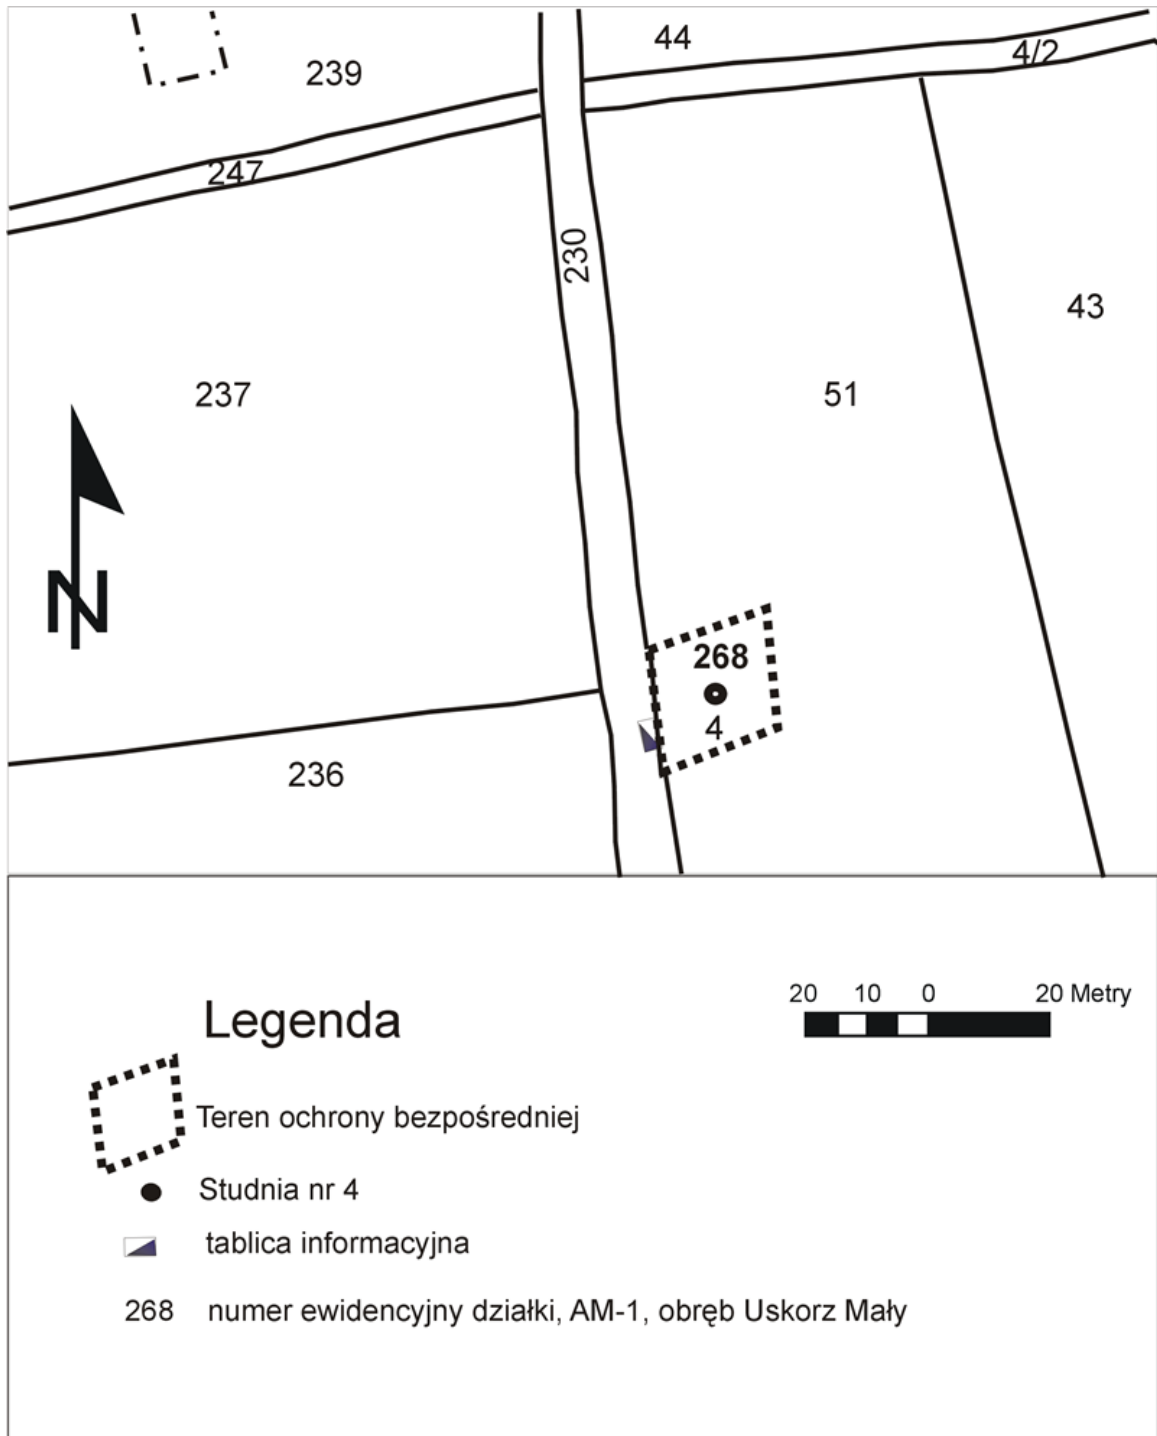 44
4/2
239
247
230
43
237
51
N
268
4
236
20 10 0 20 Metry
Legenda
Teren ochrony bezpośredniej
Studnia nr 4
tablica informacyjna
268 numer ewidencyjny działki, AM-1, obręb Uskorz Mały